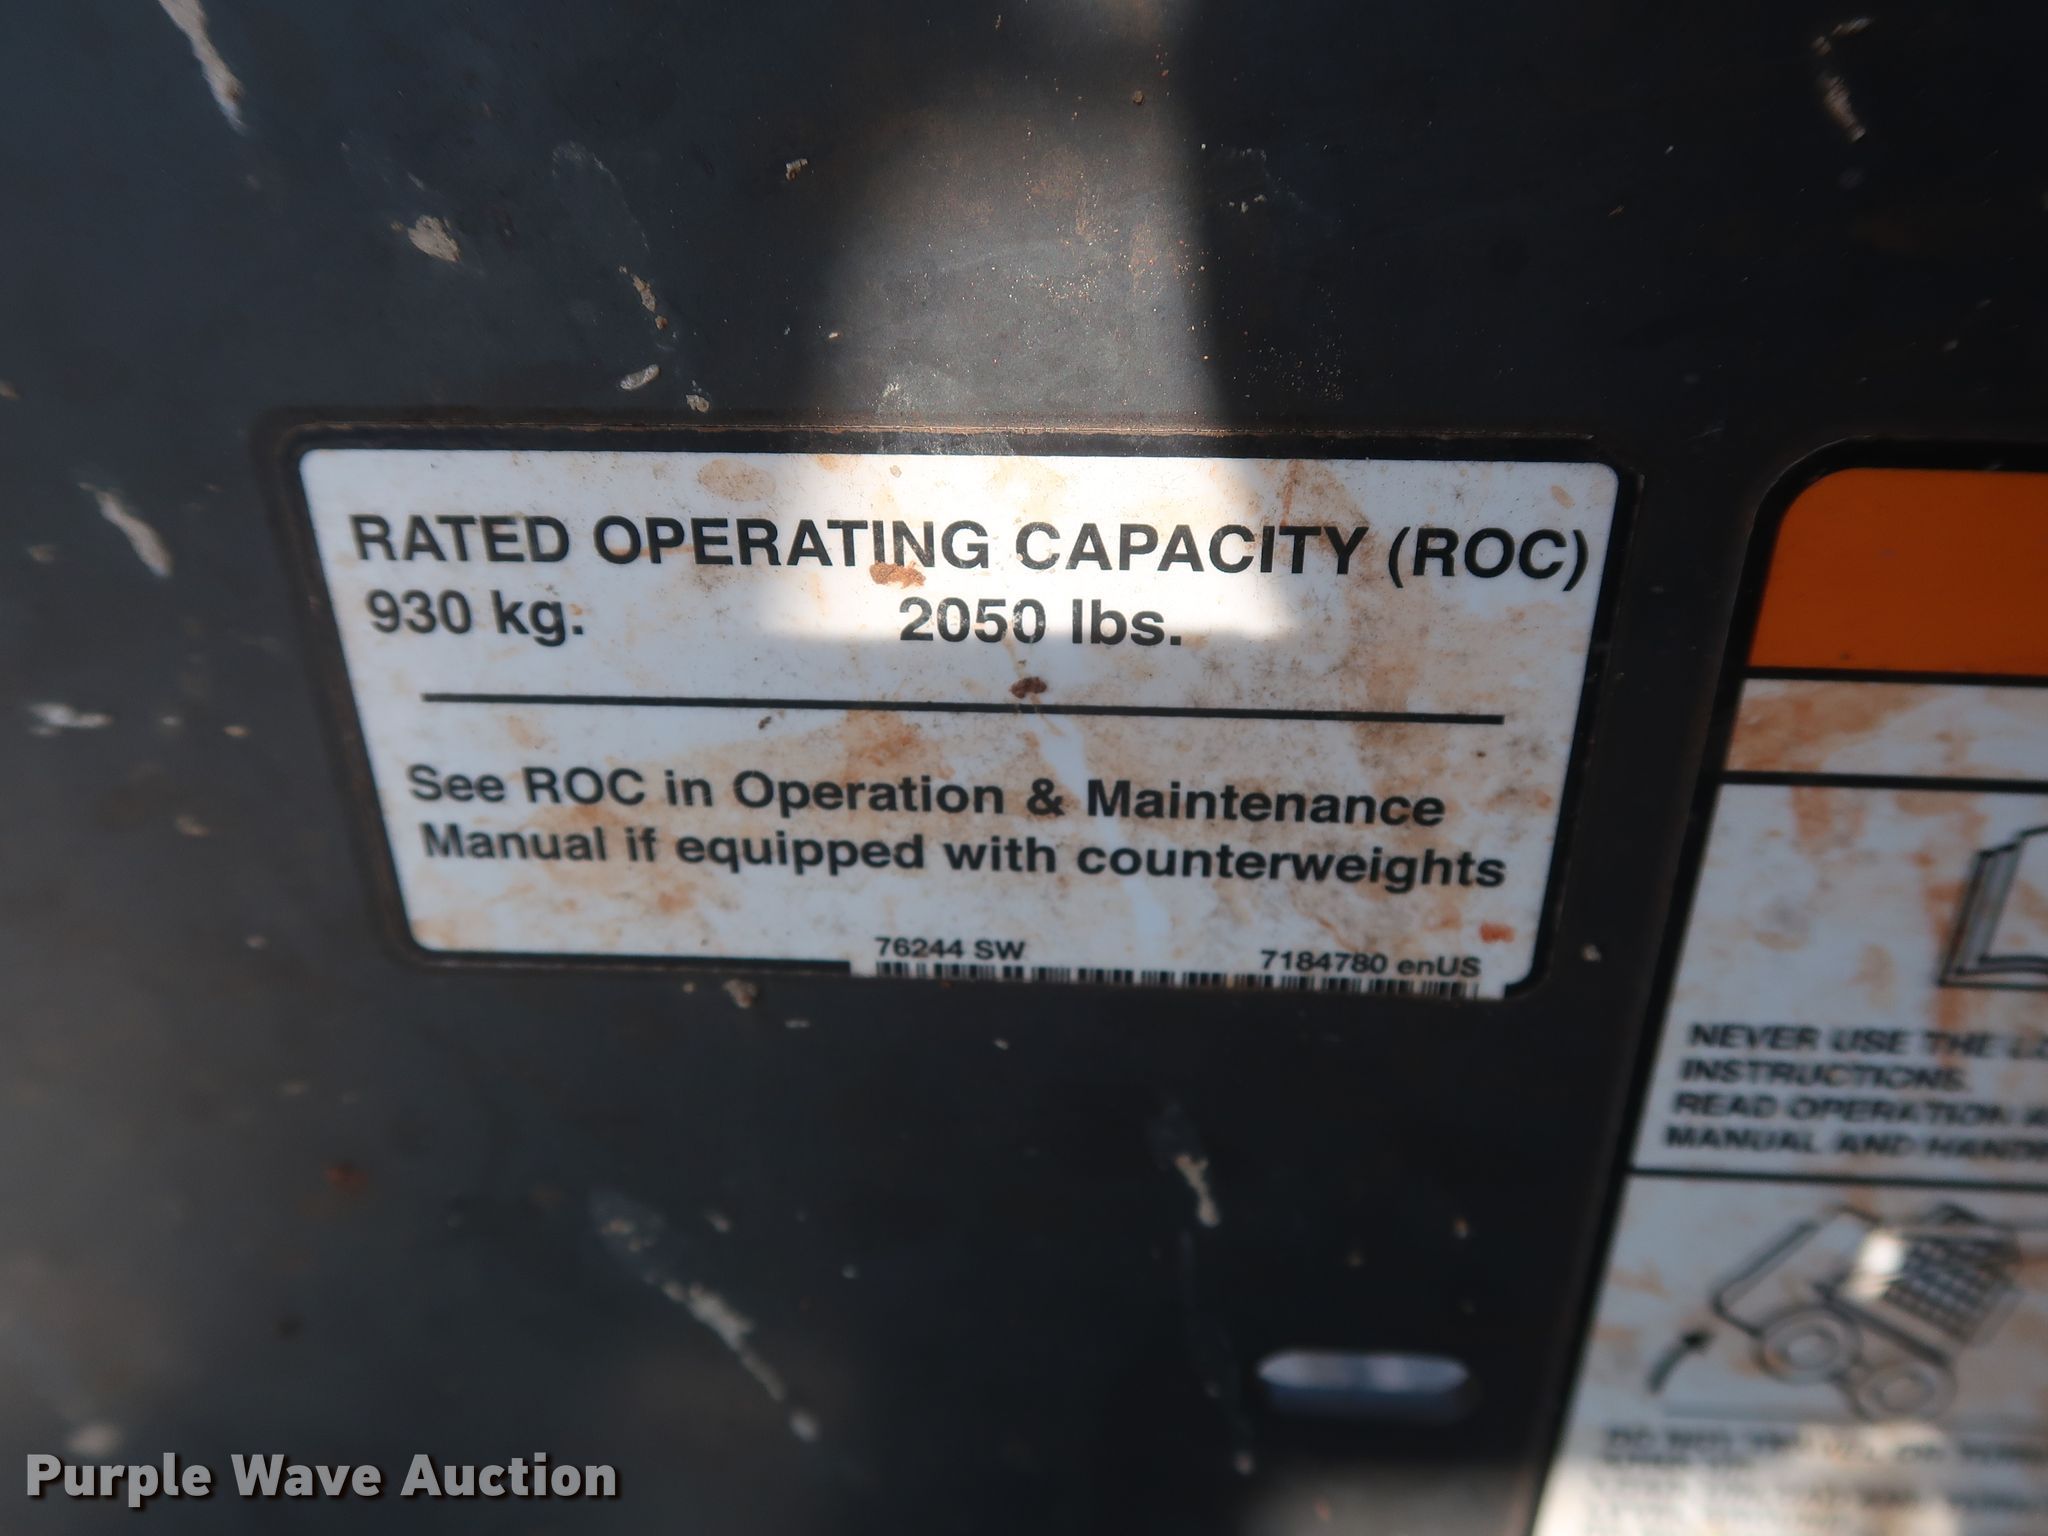 RATED OPERATING CAPACITY (ROC)
930 kg. 2050 lbs.
See ROC in Operation & Maintenance
Manual if equipped with counterweights
76244 SW 7184780 enUS
NEVER USE THE
INSTRUCTIONS.
READ OPERATION
MANUAL AND
Purple Wave Auction